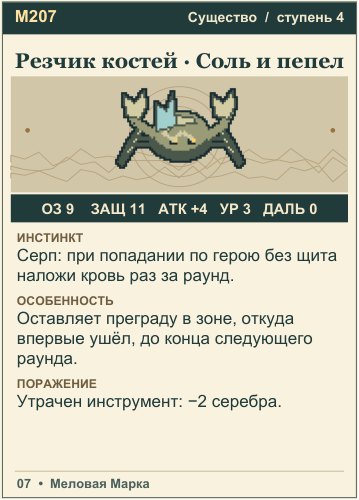 М207
Существо / ступень 4
Резчик костей · Соль и пепел
ОЗ 9 ЗАЩ 11 АТК +4 УР 3 ДАЛЬ 0
ИНСТИНКТ
Серп: при попадании по герою без щита
наложи кровь раз за раунд.
ОСОБЕННОСТЬ
Оставляет преграду в зоне, откуда
впервые ушёл, до конца следующего
раунда.
ПОРАЖЕНИЕ
Утрачен инструмент: −2 серебра.
07 • Меловая Марка